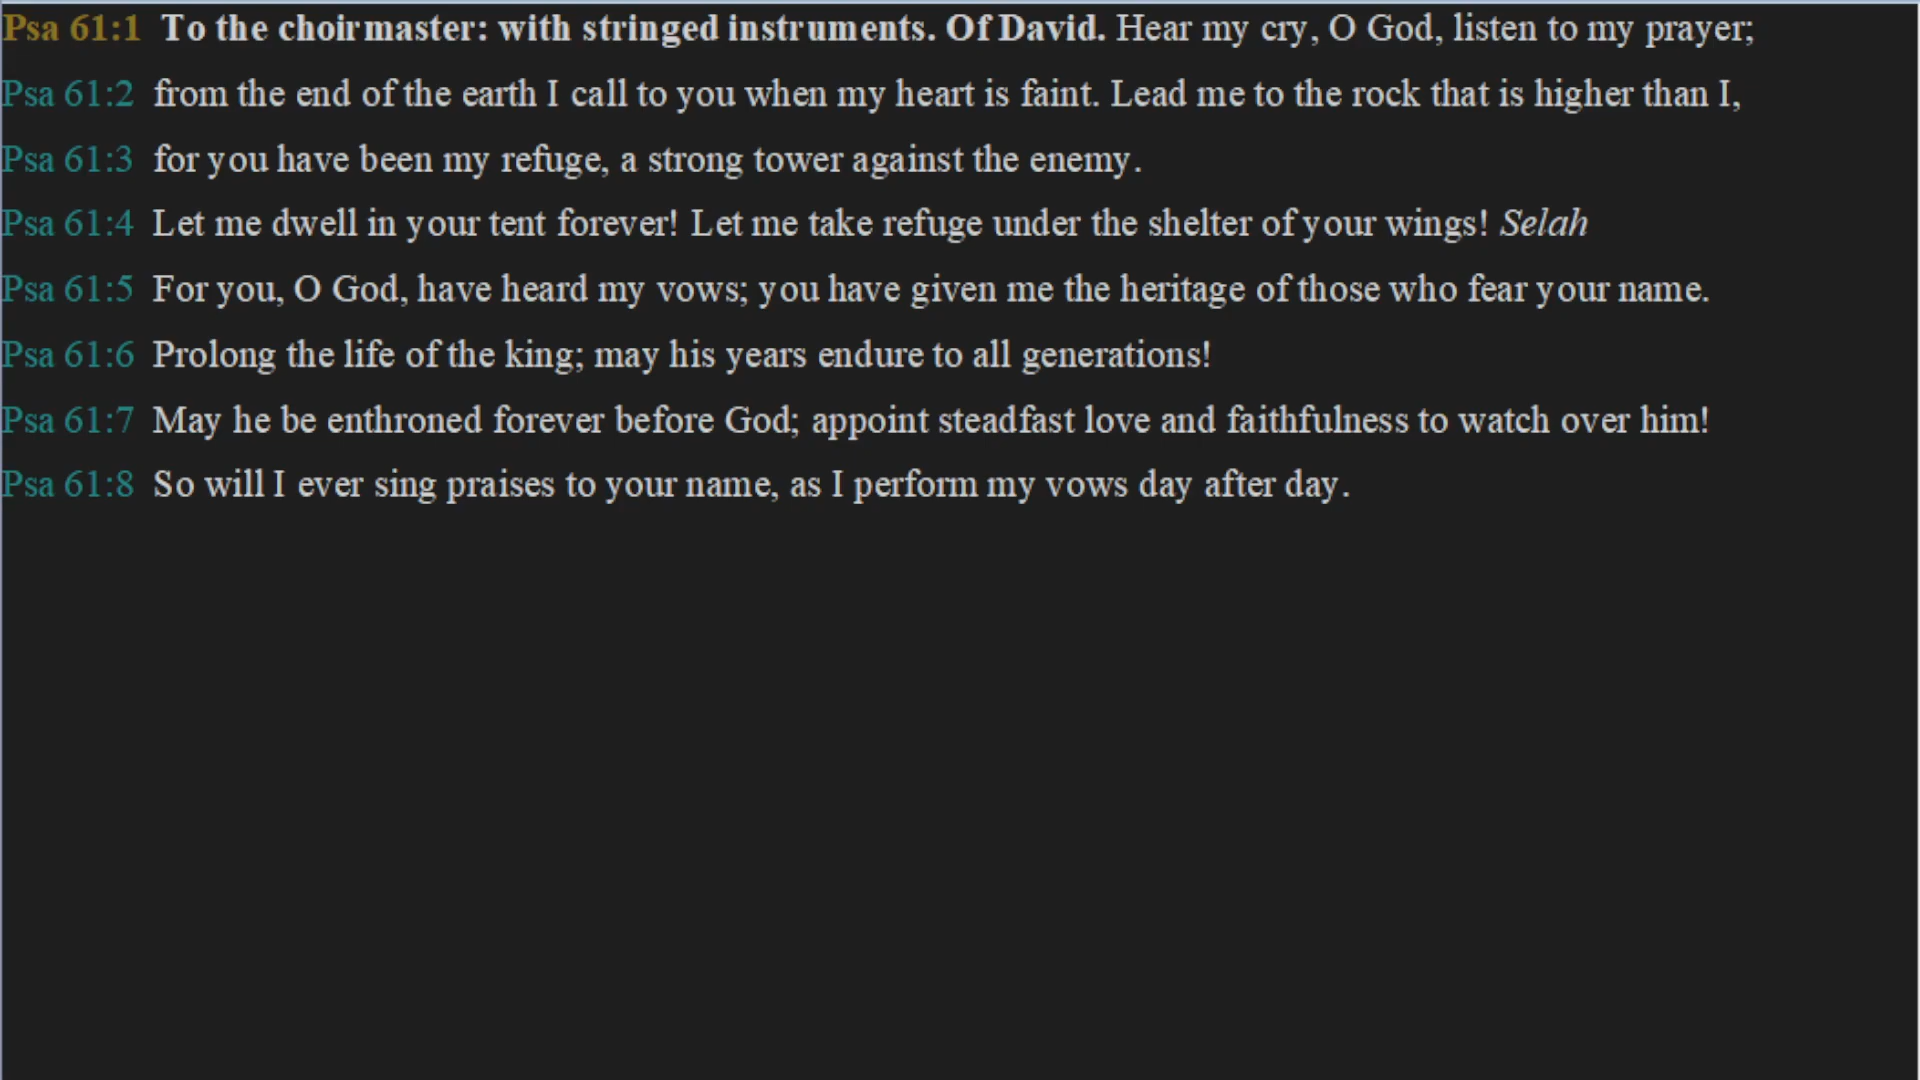 Psa 61:1 To the choirmaster: with stringed instruments. Of David. Hear my cry, O God, listen to my prayer;
Psa 61:2 from the end of the earth I call to you when my heart is faint. Lead me to the rock that is higher than I,
Psa 61:3 for you have been my refuge, a strong tower against the enemy.
Psa 61:4 Let me dwell in your tent forever! Let me take refuge under the shelter of your wings! Selah
Psa 61:5 For you, O God, have heard my vows; you have given me the heritage of those who fear your name.
Psa 61:6 Prolong the life of the king; may his years endure to all generations!
Psa 61:7 May he be enthroned forever before God; appoint steadfast love and faithfulness to watch over him!
Psa 61:8 So will I ever sing praises to your name, as I perform my vows day after day.